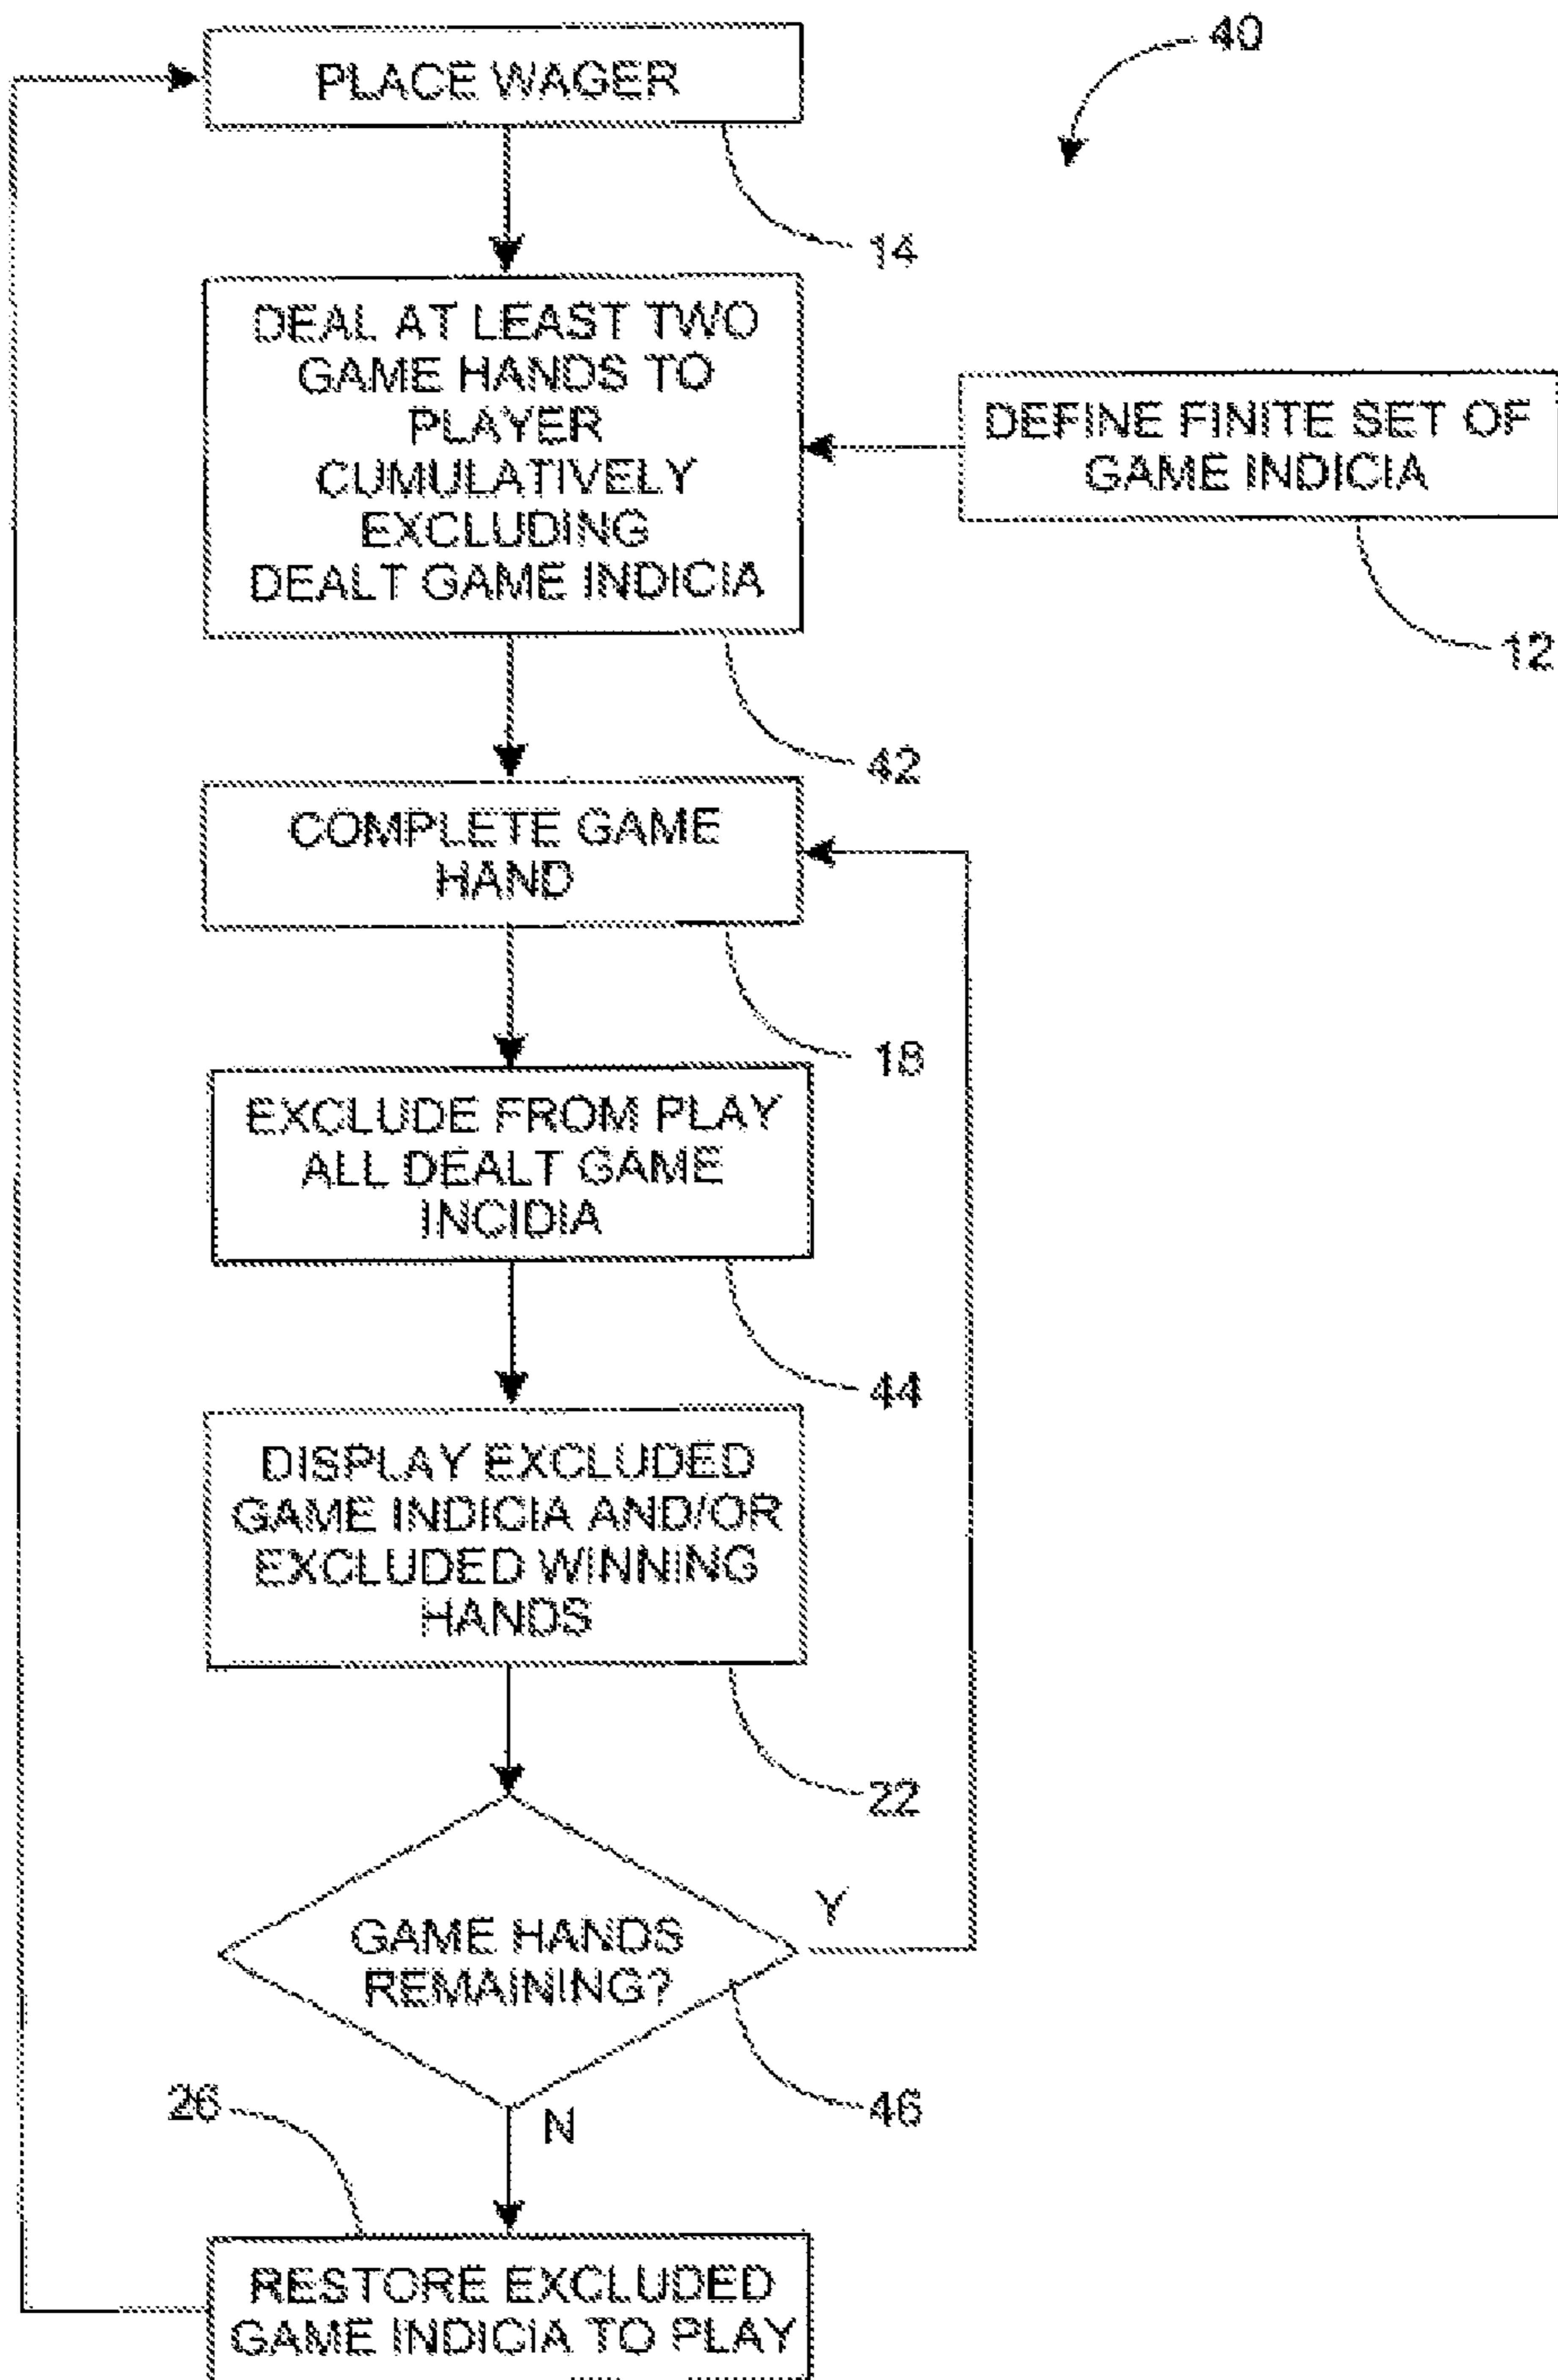 40
PLACE WAGER
14
DEAL AT LEAST TWO
GAME HANDS TO
PLAYER
CUMULATIVELY
EXCLUDING
DEALT GAME INDICIA
DEFINE FINITE SET OF
GAME INDICIA
12
42
COMPLETE GAME
HAND
18
EXCLUDE FROM PLAY
ALL DEALT GAME
INCIDIA
44
DISPLAY EXCLUDED
GAME INDICIA AND/OR
EXCLUDED WINNING
HANDS
22
Y
GAME HANDS
REMAINING?
46
26
N
RESTORE EXCLUDED
GAME INDICIA TO PLAY